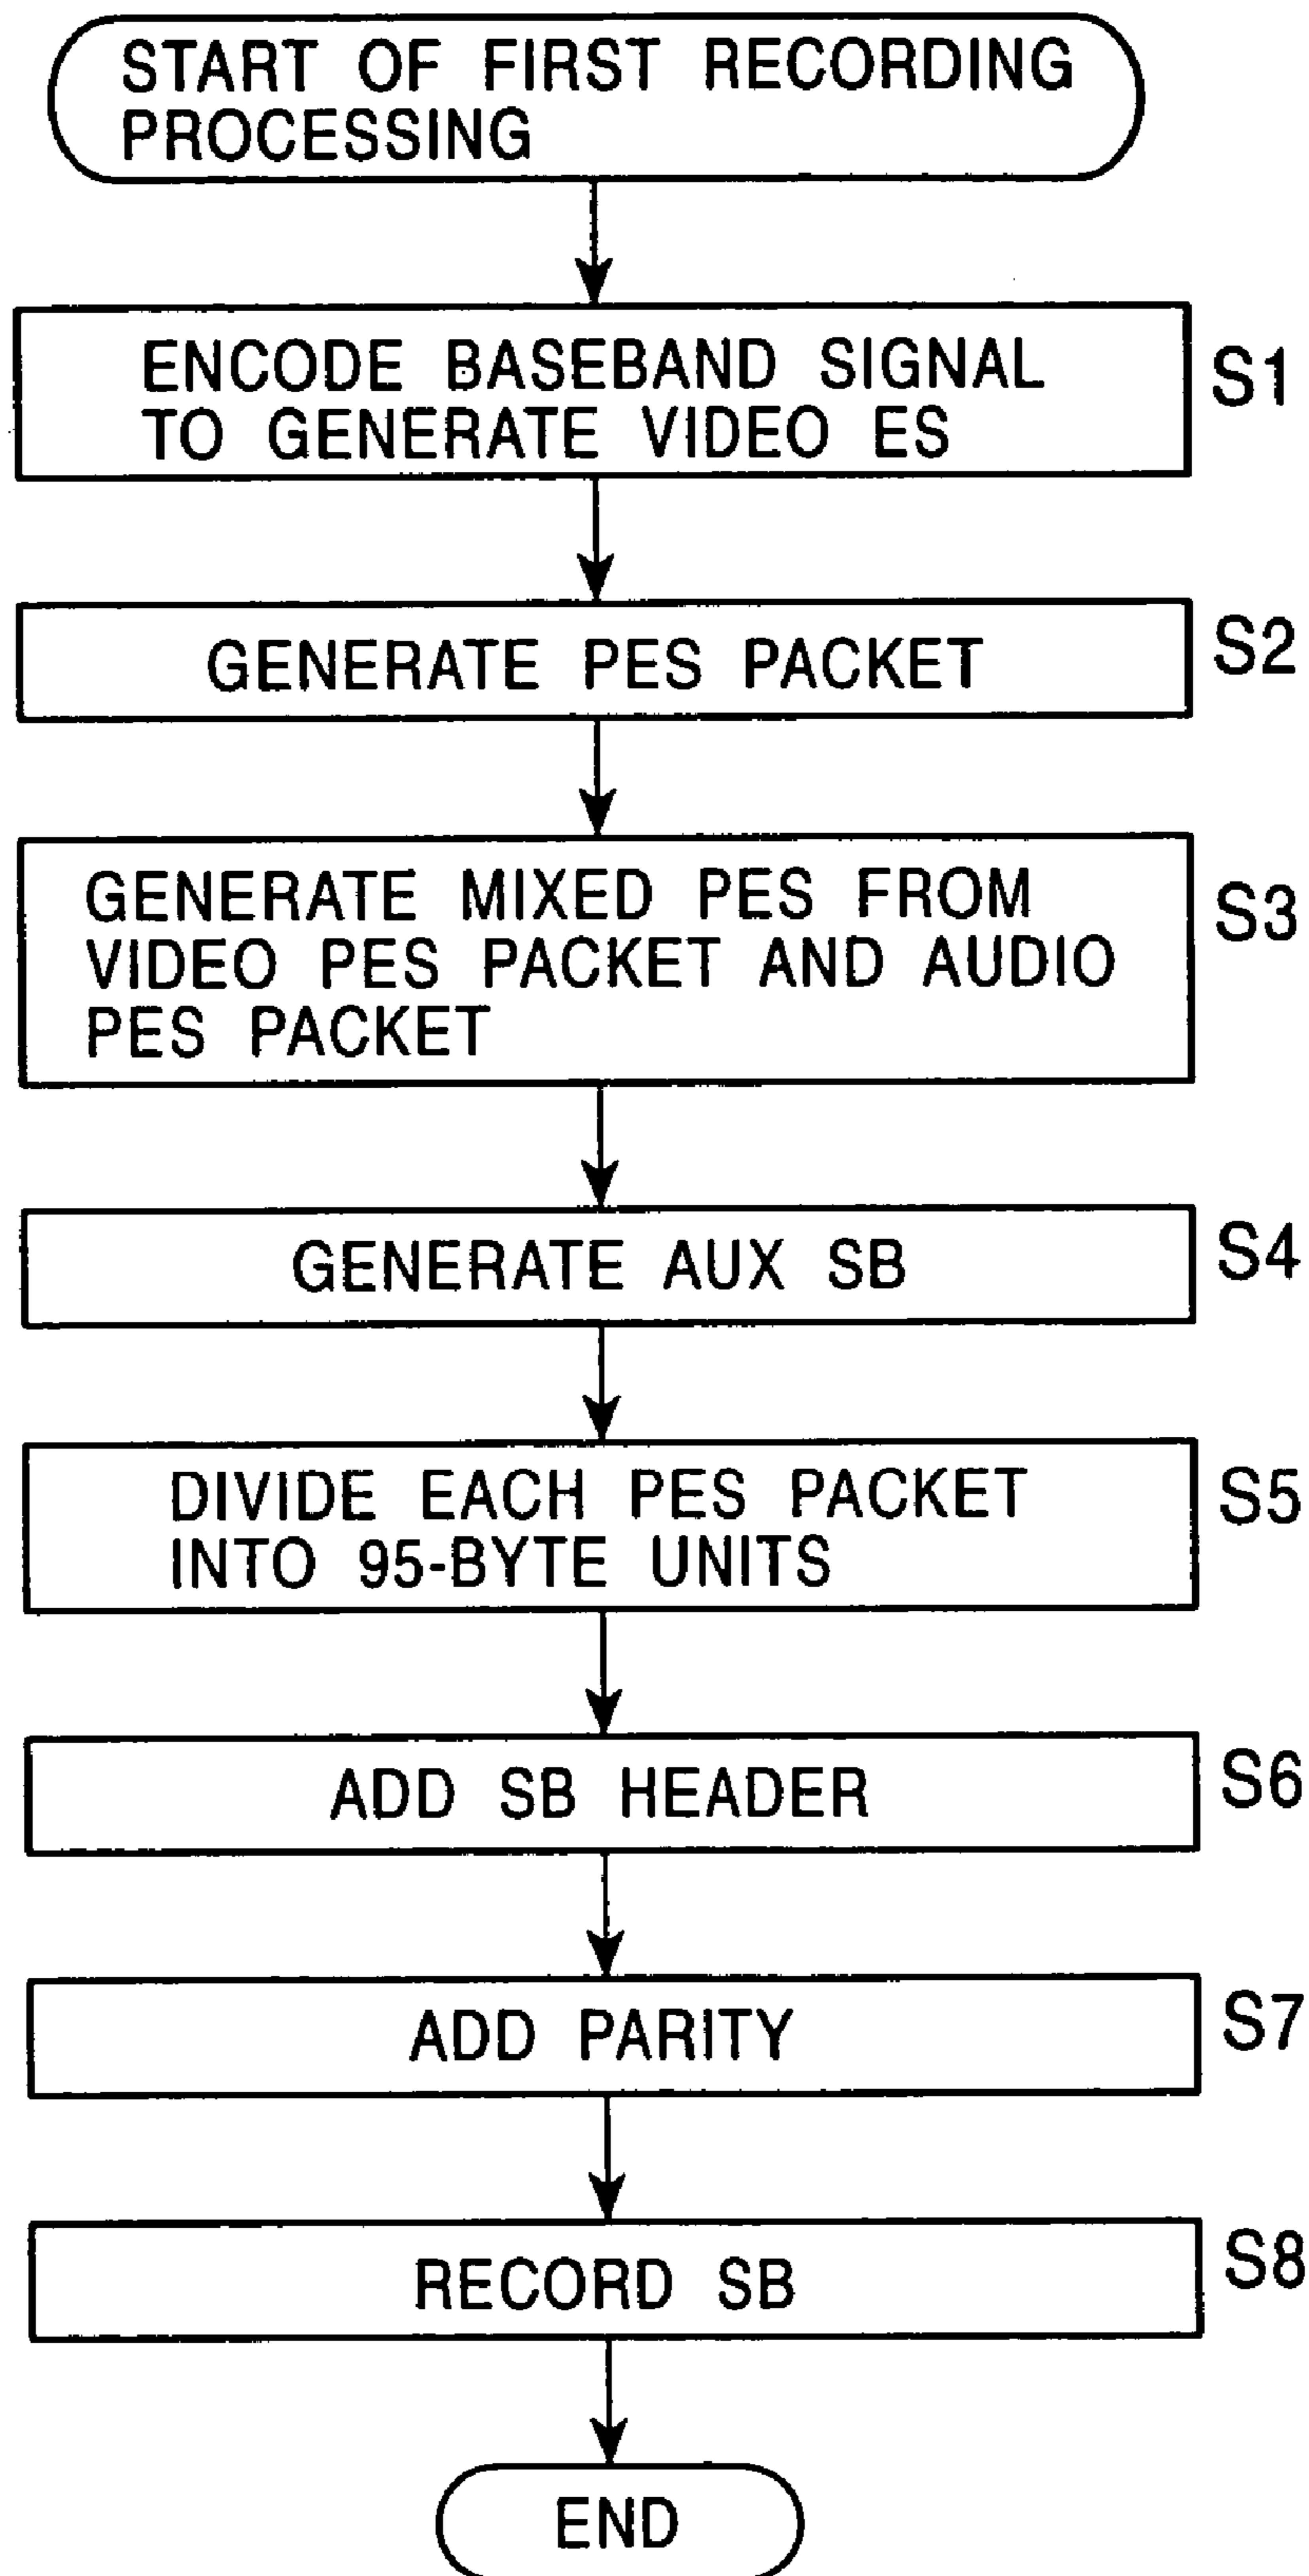 START OF FIRST RECORDING
PROCESSING
ENCODE BASEBAND SIGNAL
TO GENERATE VIDEO ES
S1
GENERATE PES PACKET
S2
GENERATE MIXED PES FROM
VIDEO PES PACKET AND AUDIO
PES PACKET
S3
GENERATE AUX SB
S4
DIVIDE EACH PES PACKET
INTO 95-BYTE UNITS
S5
ADD SB HEADER
S6
ADD PARITY
S7
RECORD SB
S8
END